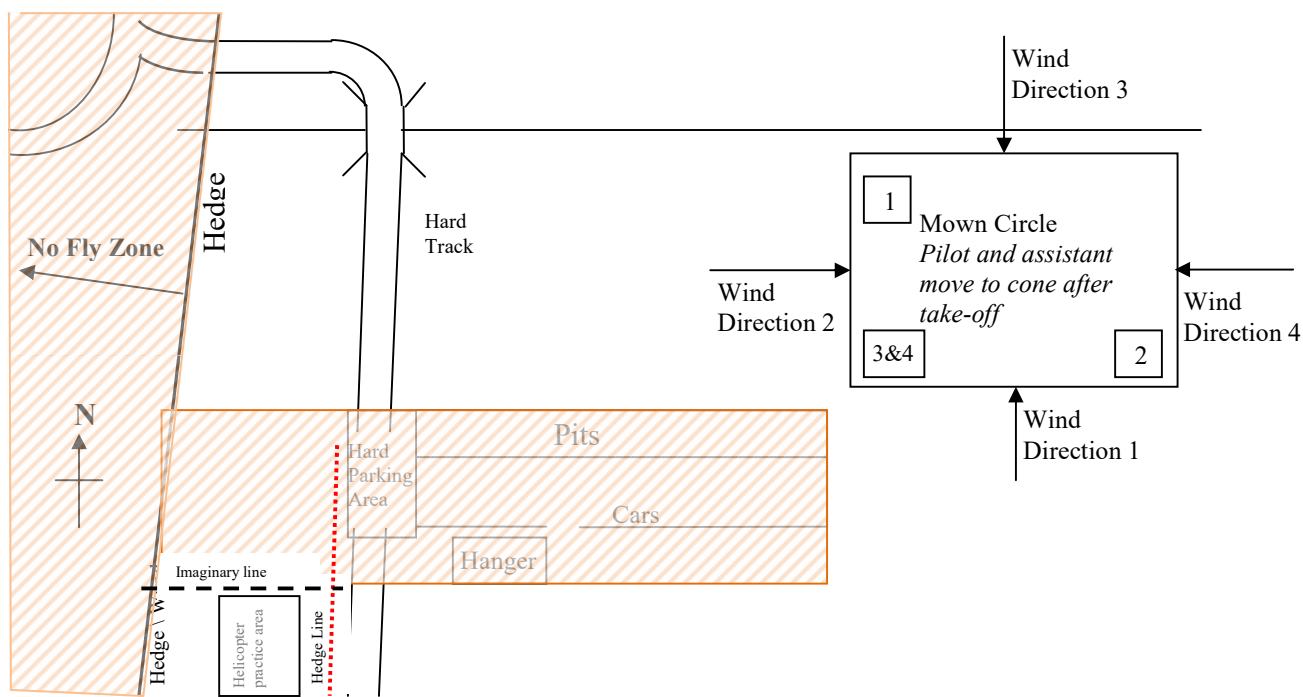 Wind
Direction 3
Hedge
Hard
Track
No Fly Zone
1
Mown Circle
Pilot and assistant
move to cone after
take-off
Wind
Direction 2
Wind
Direction 4
3&4
2
N
Wind
Direction 1
Pits
Hard
Parking
Area
Cars
Hanger
Imaginary line
Hedge \ W
Helicopter
practice area
Hedge Line